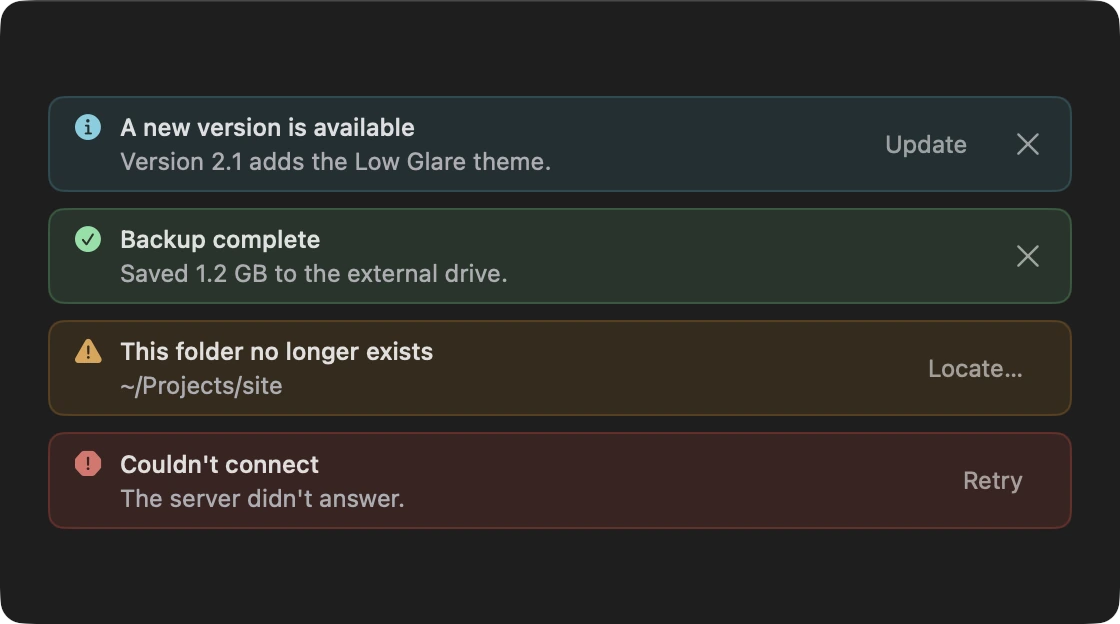 A new version is available
Version 2.1 adds the Low Glare theme.
Update
Backup complete
Saved 1.2 GB to the external drive.
This folder no longer exists
~/Projects/site
Locate...
Couldn't connect
The server didn't answer.
Retry